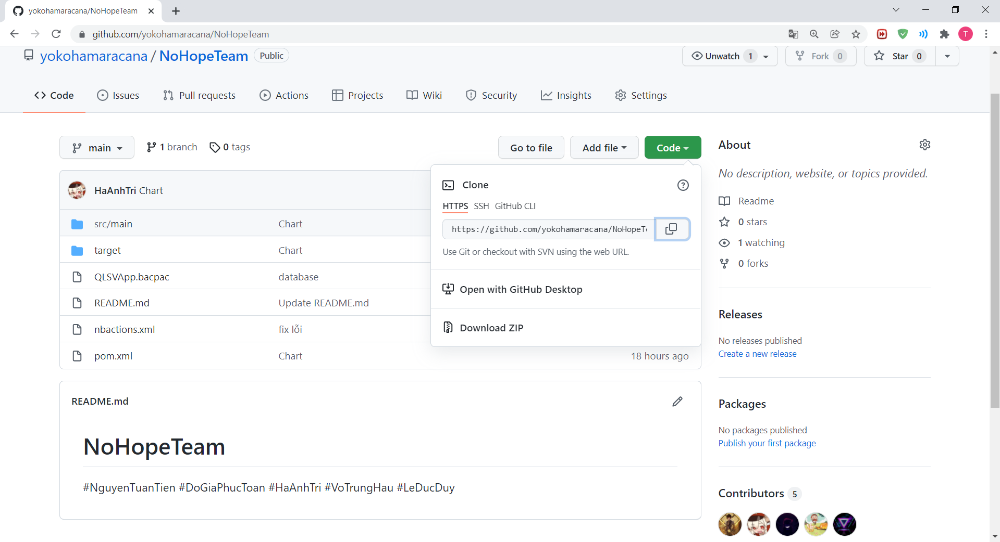 yokohamaracana/NoHopeTeam
github.com/yokohamaracana/NoHopeTeam
T
yokohamaracana / NoHopeTeam Public
Unwatch 1 Fork 0 Star 0
Code Issues Pull requests Actions Projects Wiki Security Insights Settings
main 1 branch 0 tags
Go to file Add file Code
HaAnhTri Chart
src/main Chart
target Chart
QLSVApp.bacpac database
README.md Update README.md
nbactions.xml fix lỗi
pom.xml Chart 18 hours ago
Clone
HTTPS SSH GitHub CLI
https://github.com/yokohamaracana/NoHopeTe
Use Git or checkout with SVN using the web URL.
Open with GitHub Desktop
Download ZIP
README.md
NoHopeTeam
#NguyenTuanTien #DoGiaPhucToan #HaAnhTri #VoTrungHau #LeDucDuy
About
No description, website, or topics provided.
Readme
0 stars
1 watching
0 forks
Releases
No releases published
Create a new release
Packages
No packages published
Publish your first package
Contributors 5